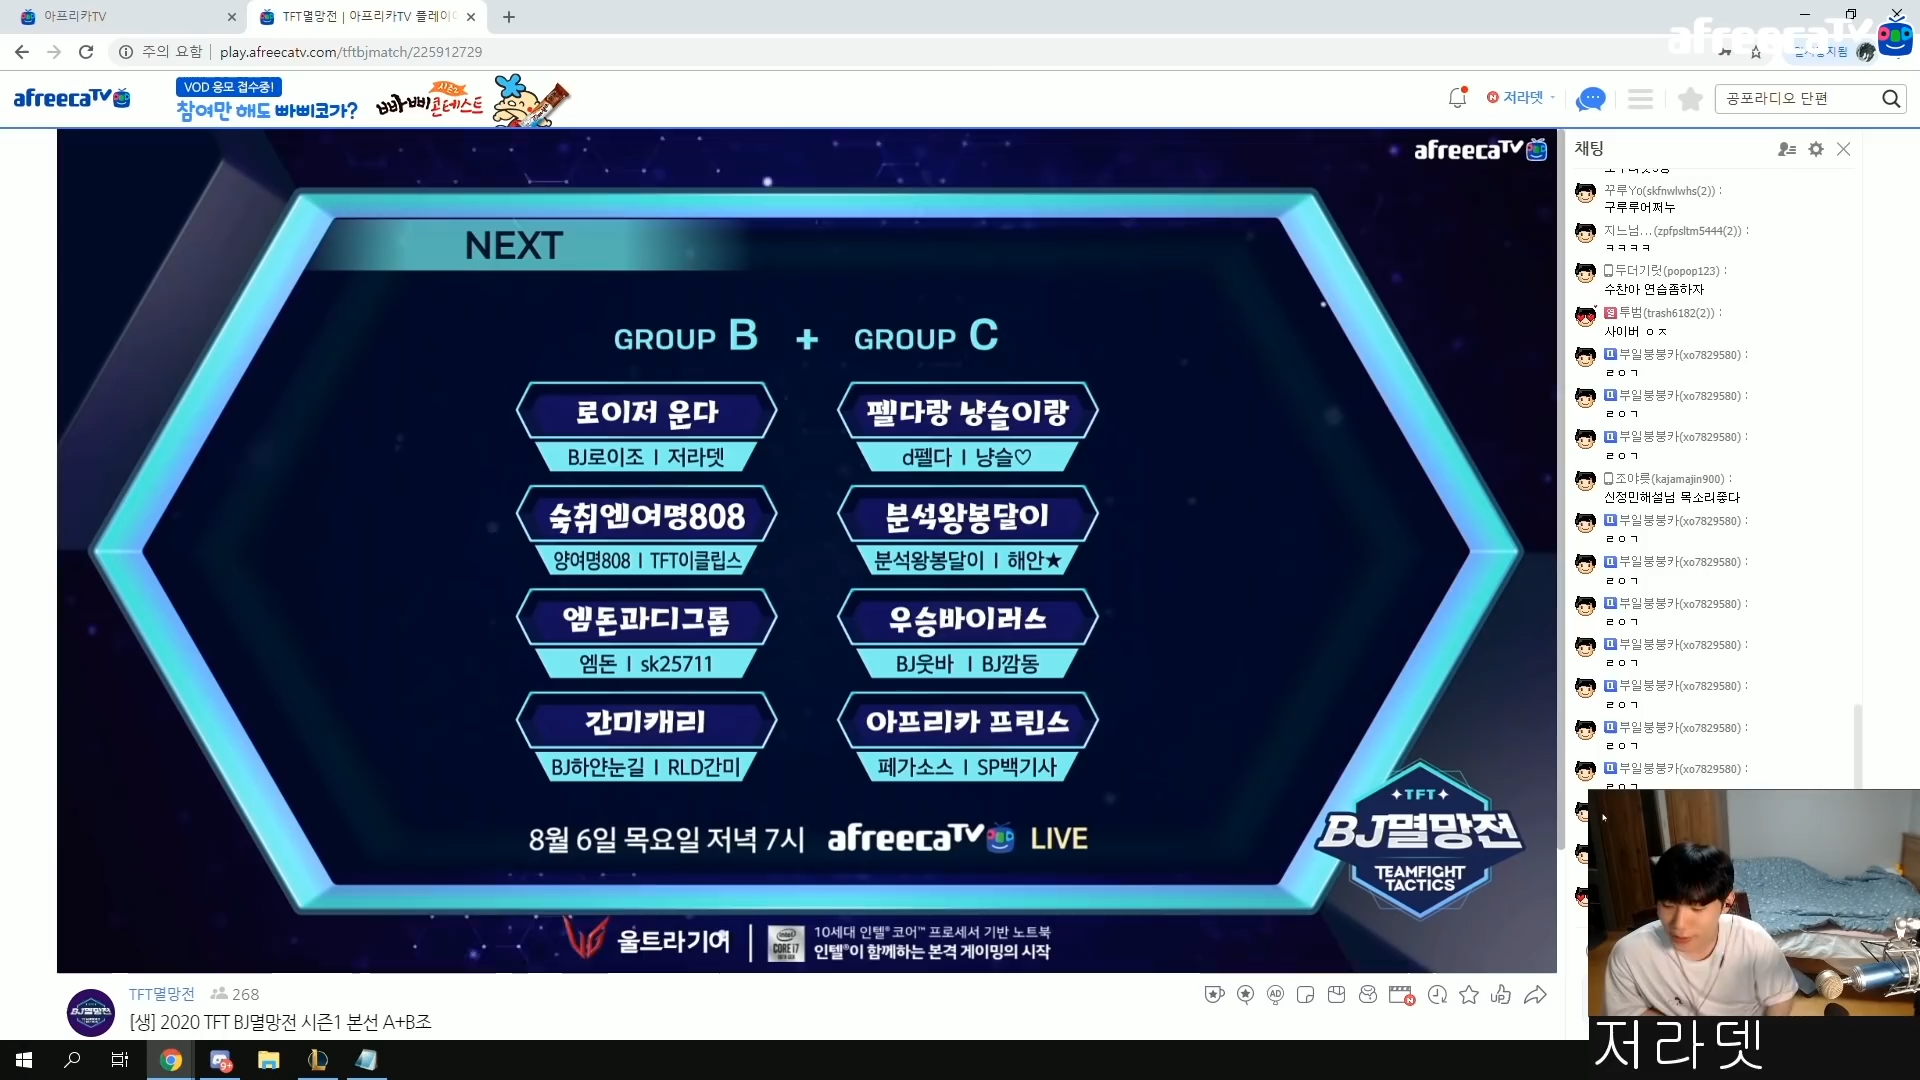 아프리카TV
TFT멸망전 | 아프리카TV 플레이
주의 요함
play.afreecatv.com/tftbjmatch/225912729
afreecaTV
afreecaTV
VOD 응모 접수중!
참여만 해도 빠삐코가?
시즌2
빠삐콘테스트
저라뎃
공포라디오 단편
afreecaTV
NEXT
GROUP B + GROUP C
로이저 운다
BJ로이조 | 저라뎃
펠다랑 냥슬이랑
d펠다 | 냥슬♡
숙취엔여명808
양여명808 | TFT이클립스
분석왕봉달이
분석왕봉달이 | 해안★
엠돈과디그롬
엠돈 | sk25711
우승바이러스
BJ웃바 | BJ깜동
간미캐리
BJ하얀눈길 | RLD간미
아프리카 프린스
페가소스 | SP백기사
8월 6일 목요일 저녁 7시 afreecaTV LIVE
TFT
BJ멸망전
TEAMFIGHT
TACTICS
울트라기어
intel
CORE i7
10세대 인텔® 코어™ 프로세서 기반 노트북
인텔®이 함께하는 본격 게이밍의 시작
TFT멸망전 268
[생] 2020 TFT BJ멸망전 시즌1 본선 A+B조
채팅
꾸루Yo(skfnwlwhs(2)) :
구루루어쩌누
지느님...(zpfpsltm5444(2)) :
ㅋㅋㅋㅋ
두더기럿(popop123) :
수찬아 연습좀하자
투범(trash6182(2)) :
사이버 ㅇㅈ
부일붕붕카(xo7829580) :
ㄹㅇㄱ
부일붕붕카(xo7829580) :
ㄹㅇㄱ
부일붕붕카(xo7829580) :
ㄹㅇㄱ
조야릇(kajamajin900) :
신정민해설님 목소리좋다
부일붕붕카(xo7829580) :
ㄹㅇㄱ
부일붕붕카(xo7829580) :
ㄹㅇㄱ
부일붕붕카(xo7829580) :
ㄹㅇㄱ
부일붕붕카(xo7829580) :
ㄹㅇㄱ
부일붕붕카(xo7829580) :
ㄹㅇㄱ
부일붕붕카(xo7829580) :
ㄹㅇㄱ
부일붕붕카(xo7829580) :
저라뎃